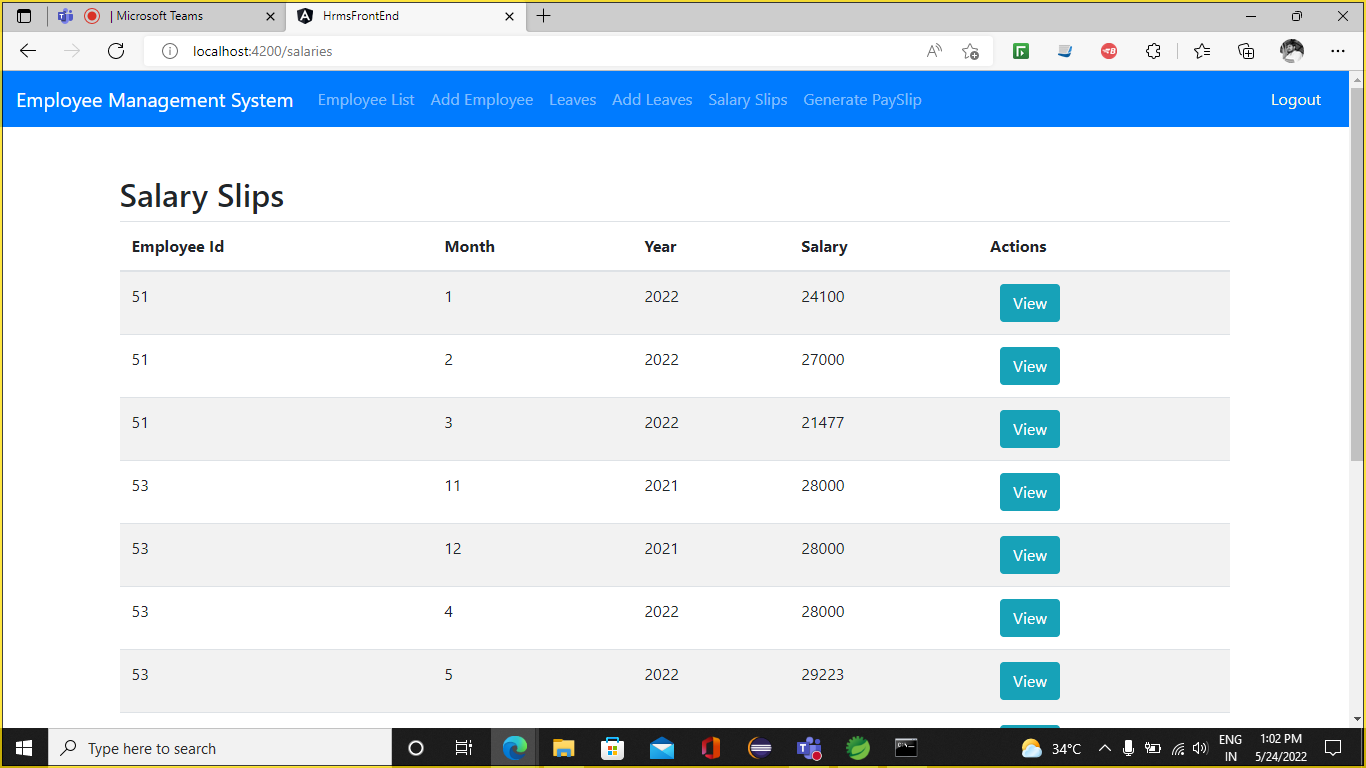 | Microsoft Teams
HrmsFrontEnd
localhost:4200/salaries
Employee Management System Employee List Add Employee Leaves Add Leaves Salary Slips Generate PaySlip Logout
Salary Slips
Employee Id Month Year Salary Actions
51 1 2022 24100 View
51 2 2022 27000 View
51 3 2022 21477 View
53 11 2021 28000 View
53 12 2021 28000 View
53 4 2022 28000 View
53 5 2022 29223 View
Type here to search
34°C
ENG
IN
1:02 PM
5/24/2022